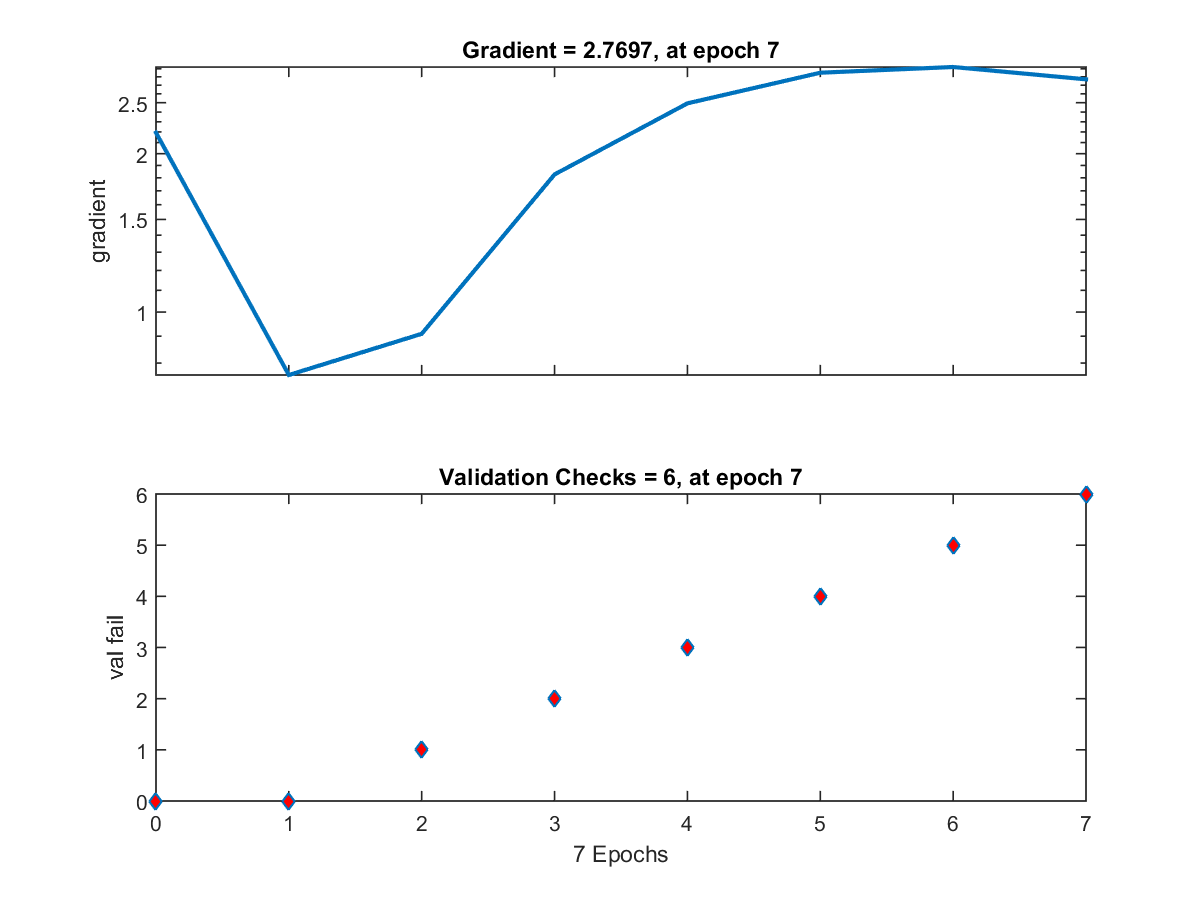 Gradient = 2.7697, at epoch 7
2.5
2
1.5
1
gradient
Validation Checks = 6, at epoch 7
6
5
4
3
2
1
0
val fail
0 1 2 3 4 5 6 7
7 Epochs